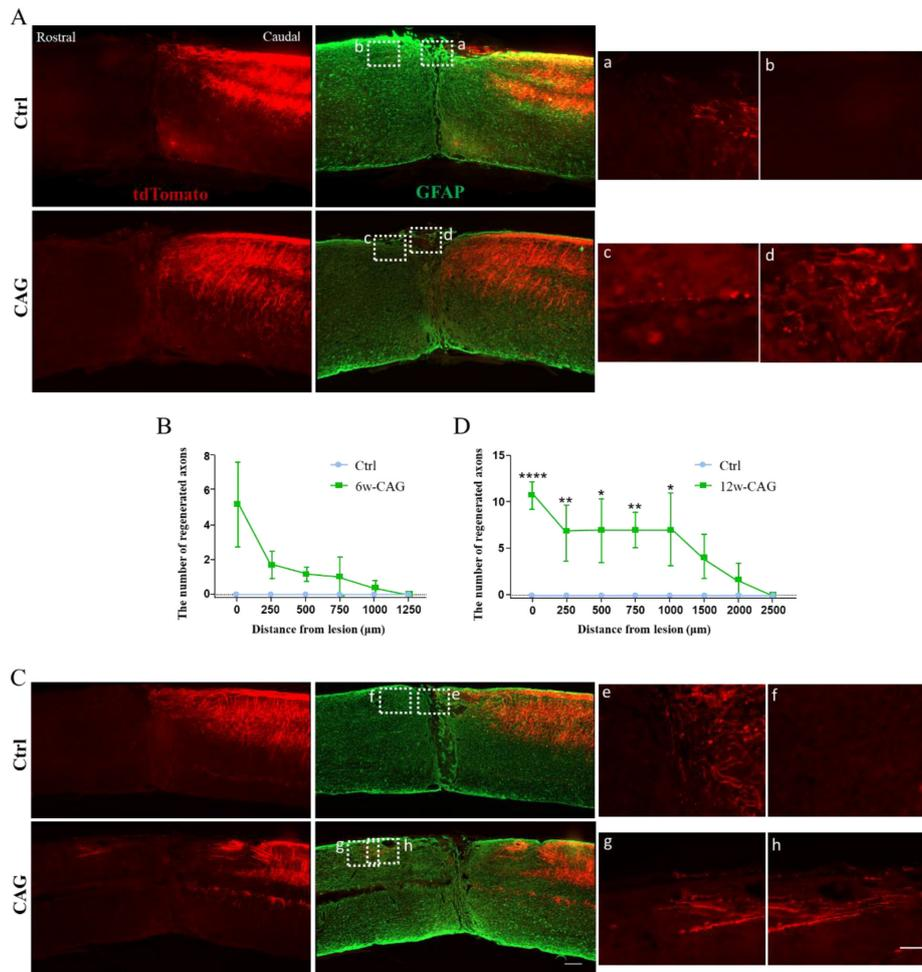 A
Rostral
Caudal
b
a
a
b
Ctrl
tdTomato
GFAP
c
d
c
d
CAG
B
The number of regenerated axons
8
6
4
2
0
Ctrl
6w-CAG
0 250 500 750 1000 1250
Distance from lesion (μm)
D
The number of regenerated axons
15
10
5
0
**** ** * ** *
Ctrl
12w-CAG
0 250 500 750 1000 1500 2000 2500
Distance from lesion (μm)
C
f
e
e
f
Ctrl
g
h
g
h
CAG